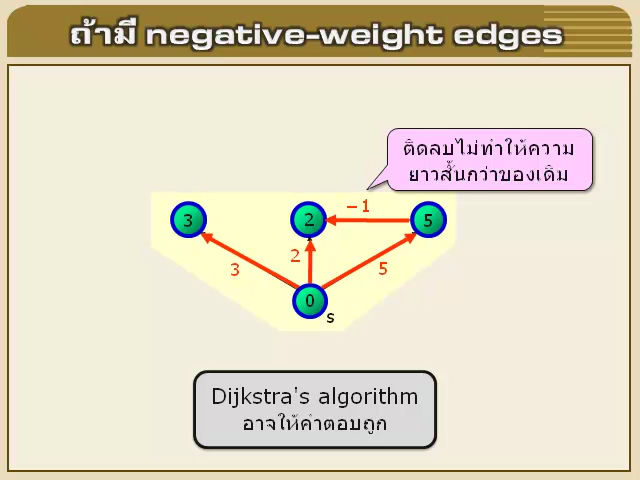 ถ้ามี negative-weight edges
ติดลบไม่ทำให้ความ
ยาวสั้นกว่าของเดิม
−1
3
2
5
3
2
5
0
s
Dijkstra's algorithm
อาจให้คำตอบถูก